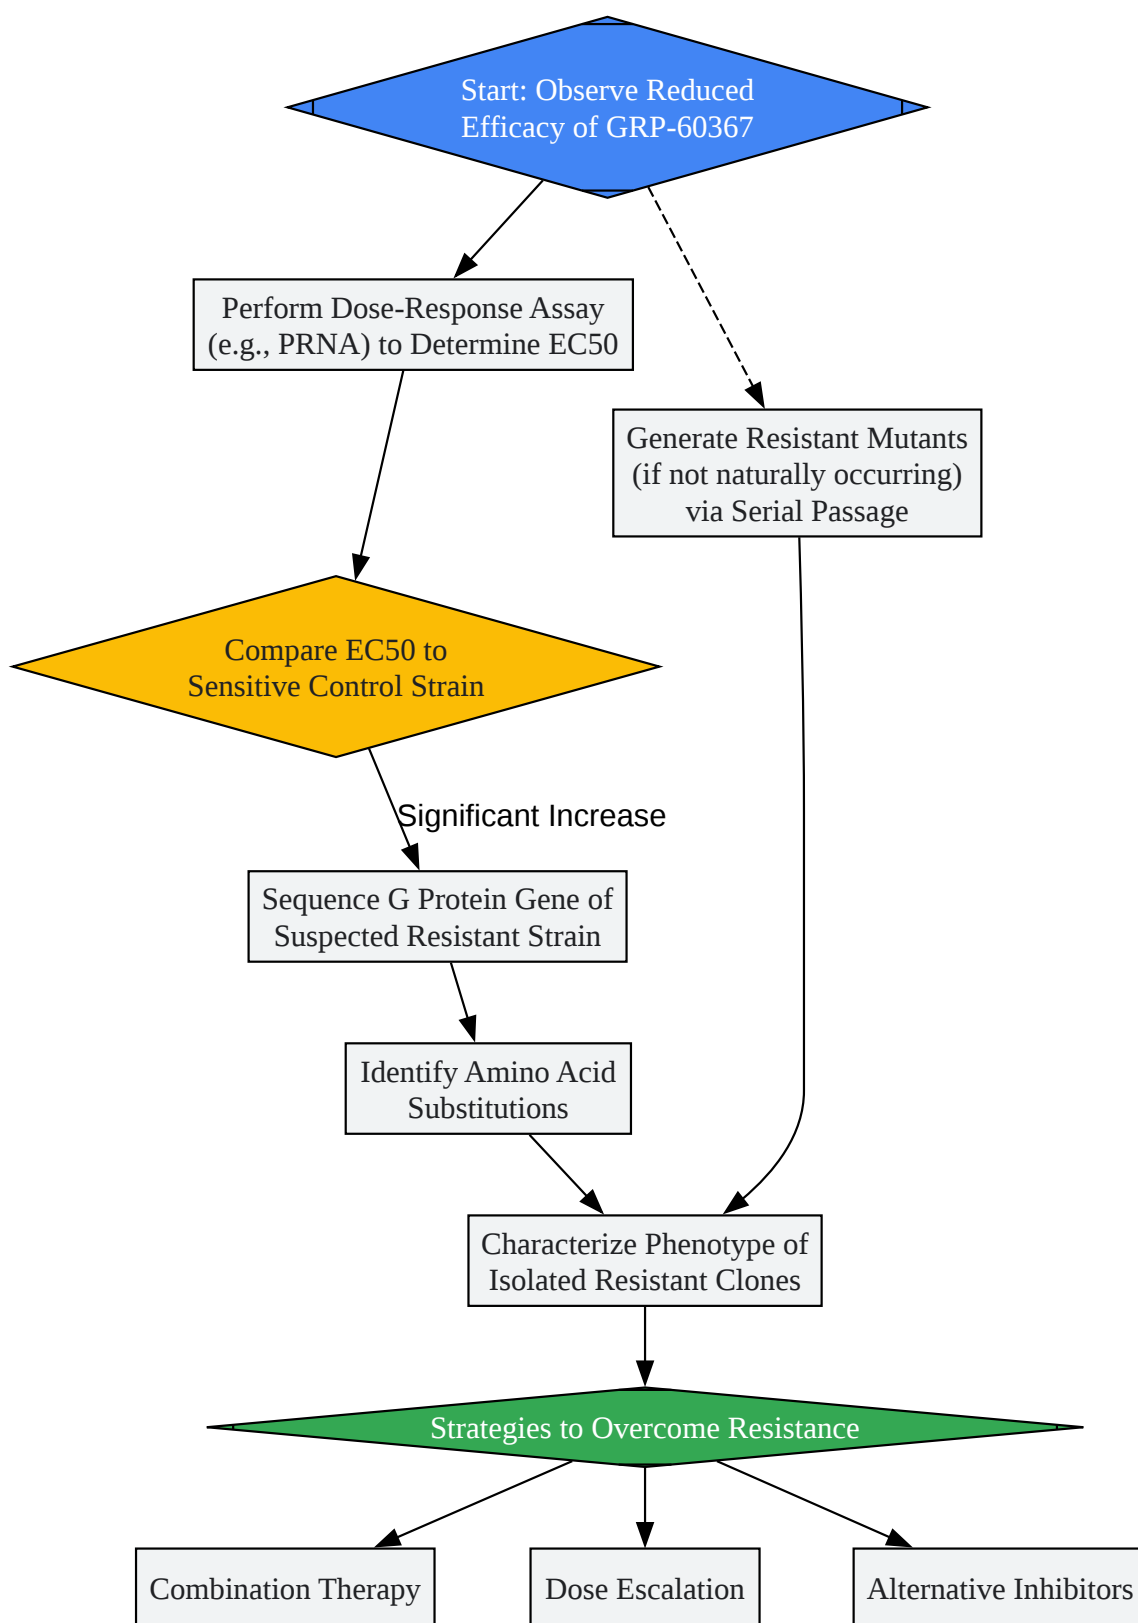 Start: Observe Reduced
Efficacy of GRP-60367
Perform Dose-Response Assay
(e.g., PRNA) to Determine EC50
Generate Resistant Mutants
(if not naturally occurring)
via Serial Passage
Compare EC50 to
Sensitive Control Strain
Significant Increase
Sequence G Protein Gene of
Suspected Resistant Strain
Identify Amino Acid
Substitutions
Characterize Phenotype of
Isolated Resistant Clones
Strategies to Overcome Resistance
Combination Therapy
Dose Escalation
Alternative Inhibitors